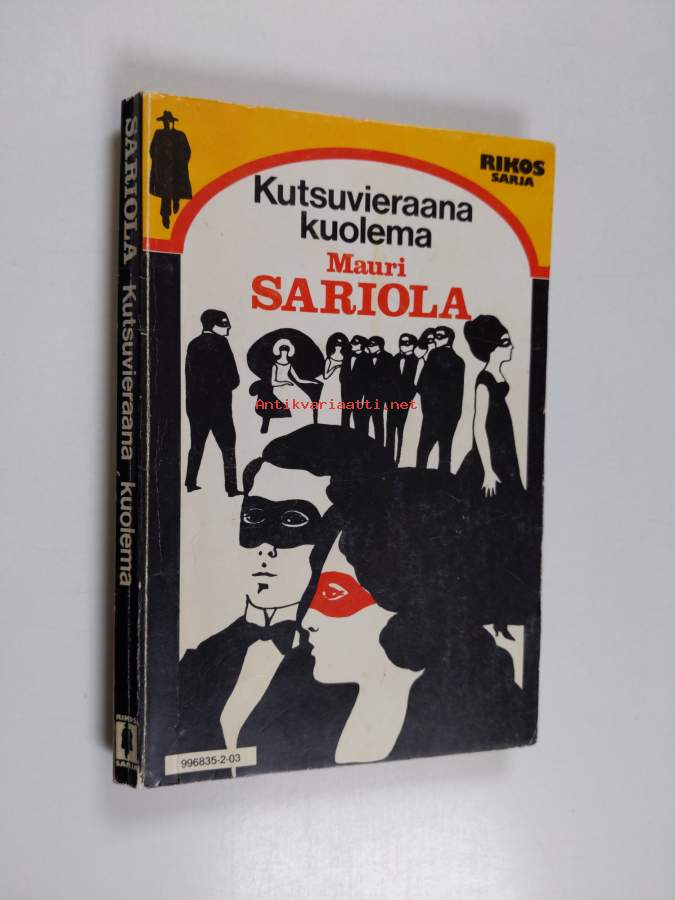 RIKOS
SARJA
Kutsuvieraana
kuolema
Mauri
SARIOLA
Antikvariaatti.net
996835-2-03
SARIOLA Kutsuvieraana kuolema
RIKOS
SARJA